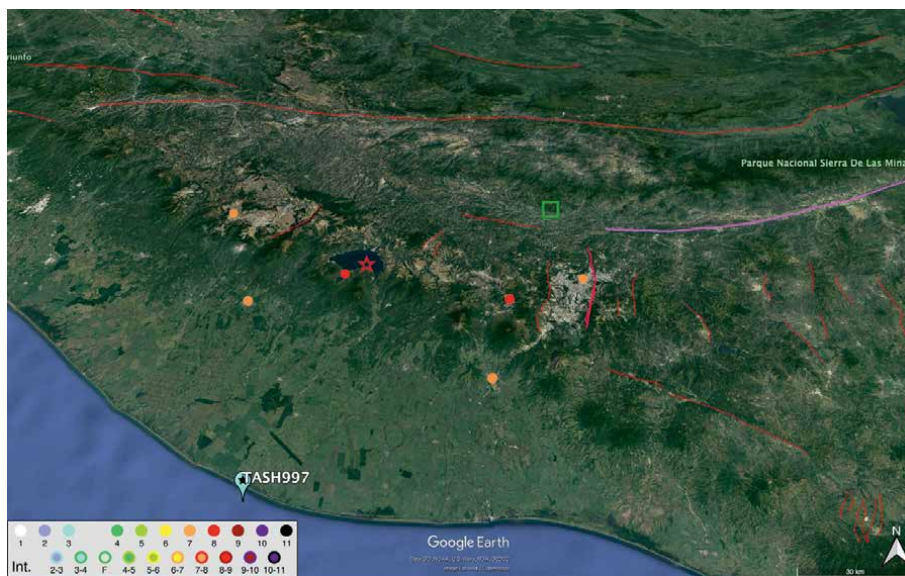 riunfo
Parque Nacional Sierra De Las Mina
TASH997
N
30 km
Google Earth
1 2 3 4 5 6 7 8 9 10 11
Int. 2-3 3-4 F 4-5 5-6 6-7 7-8 8-9 9-10 10-11